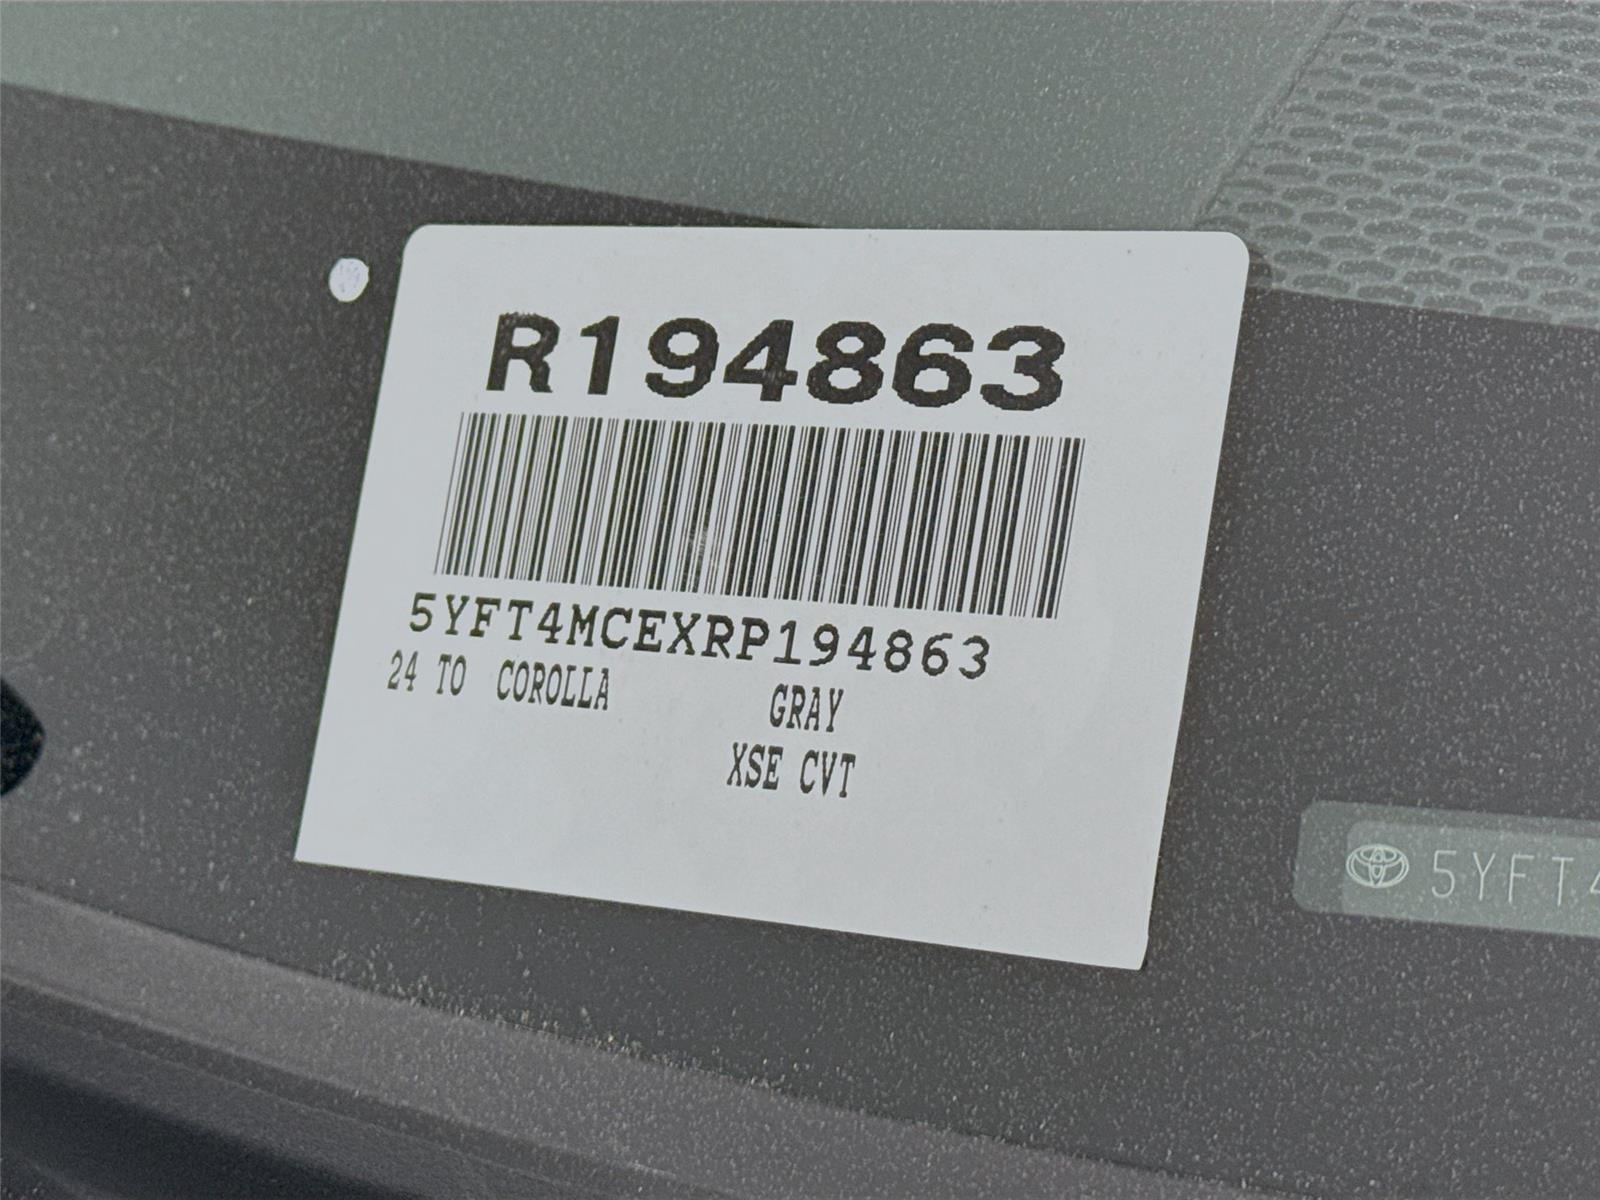 R194863
5YFT4MCEXRP194863
24 TO COROLLA GRAY
XSE CVT
5YFT4